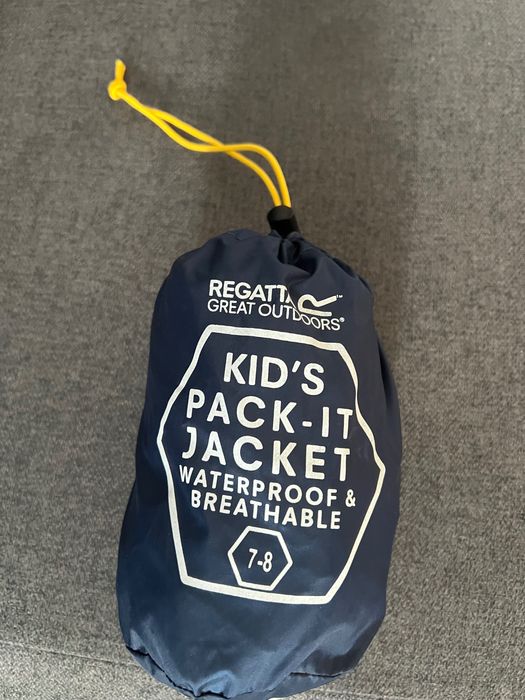 REGATTA
GREAT OUTDOORS®
KID'S
PACK-IT
JACKET
WATERPROOF &
BREATHABLE
7-8